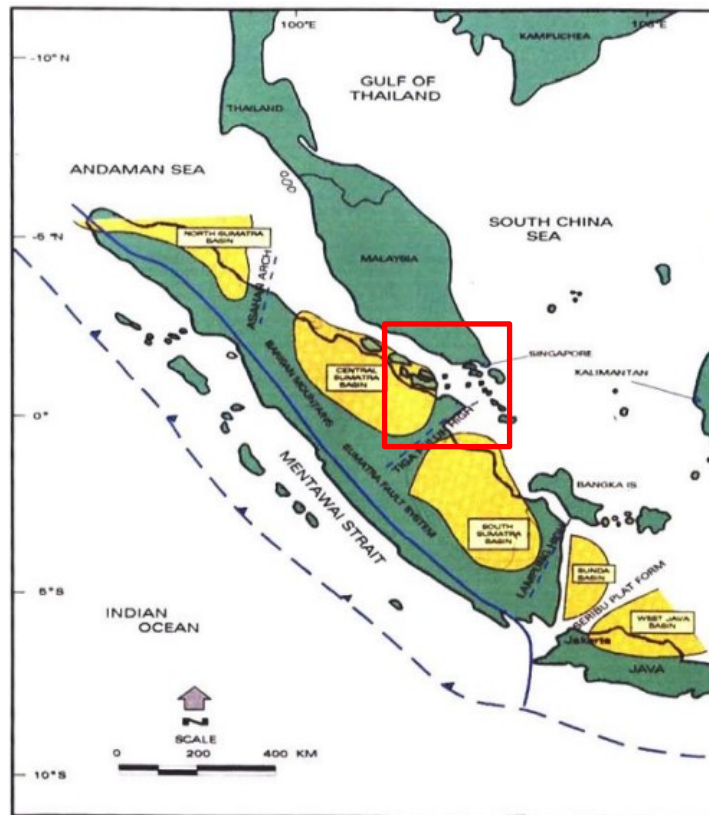 100°E
105°E
-10°N
KAMPUCHEA
GULF OF
THAILAND
THAILAND
ANDAMAN SEA
SOUTH CHINA
SEA
-5°N
NORTH SUMATRA
BASIN
MALAYSIA
ASAHAN ARCH
SINGAPORE
KALIMANTAN
CENTRAL
SUMATRA
BASIN
BARISAN MOUNTAINS
0°
TIGA PULUH HIGH
SUMATRA FAULT SYSTEM
MENTAWAI STRAIT
BANGKA IS
SOUTH
SUMATRA
BASIN
SUNDA
BASIN
5°S
SERIBU PLAT FORM
INDIAN
OCEAN
WEST JAVA
BASIN
Jakarta
JAVA
N
SCALE
0 200 400 KM
10°S